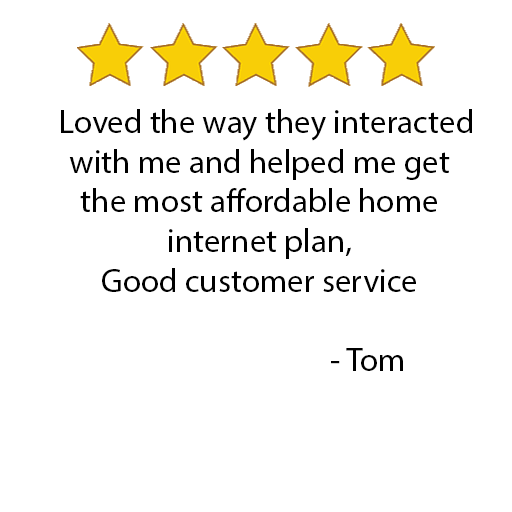 Loved the way they interacted
with me and helped me get
the most affordable home
internet plan,
Good customer service
- Tom